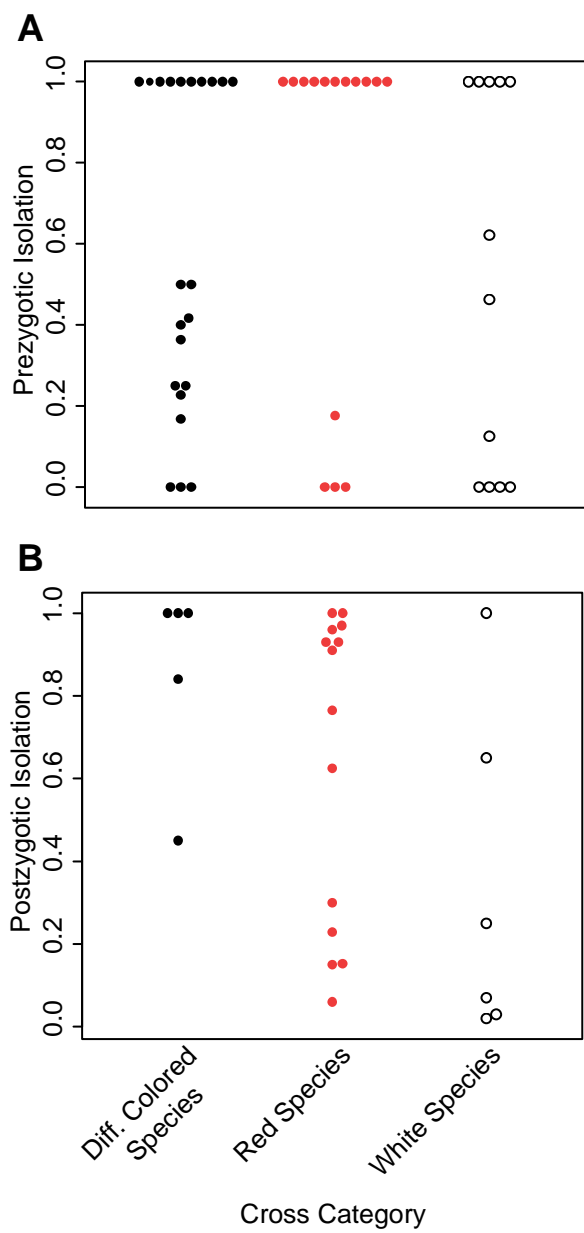 A
1.0
0.8
0.6
0.4
0.2
0.0
Prezygotic Isolation
B
1.0
0.8
0.6
0.4
0.2
0.0
Postzygotic Isolation
Diff. Colored
Species
Red Species
White Species
Cross Category